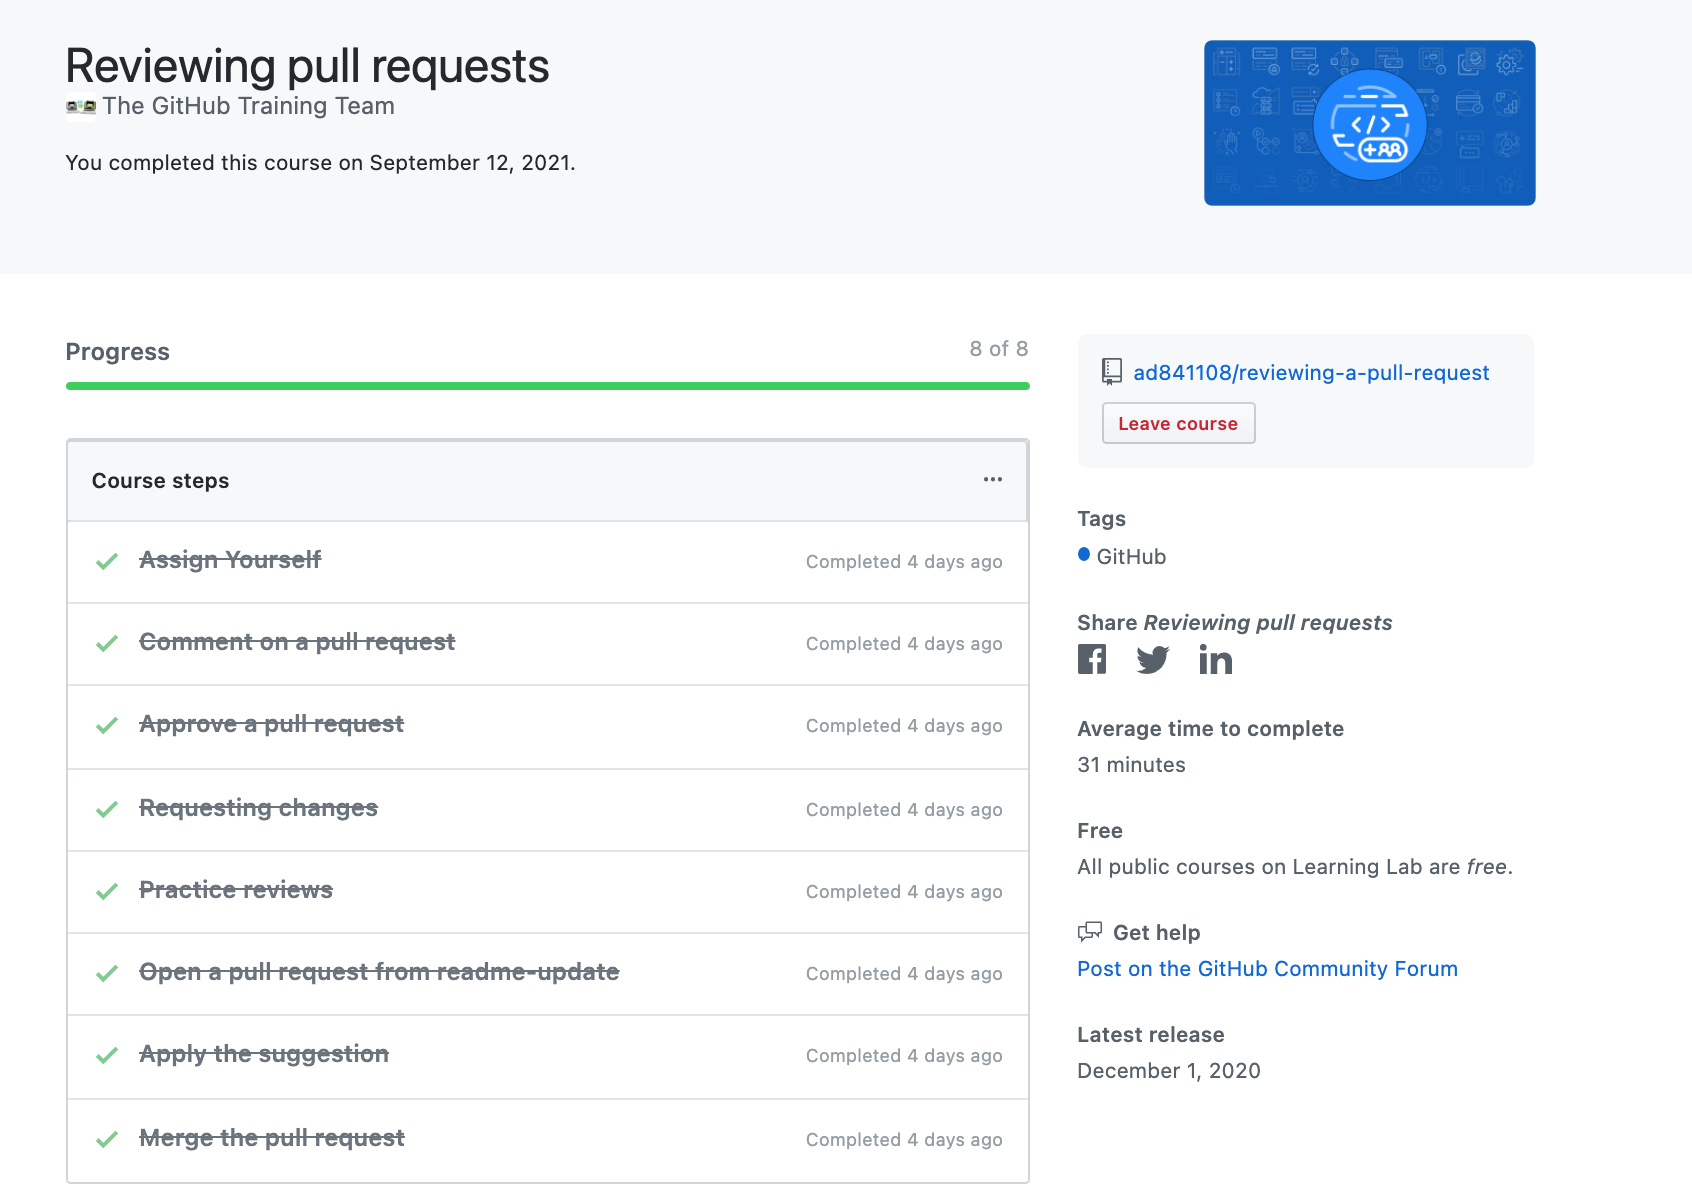 Reviewing pull requests
The GitHub Training Team
You completed this course on September 12, 2021.
Progress
8 of 8
Course steps
Assign Yourself
Completed 4 days ago
Comment on a pull request
Completed 4 days ago
Approve a pull request
Completed 4 days ago
Requesting changes
Completed 4 days ago
Practice reviews
Completed 4 days ago
Open a pull request from readme-update
Completed 4 days ago
Apply the suggestion
Completed 4 days ago
Merge the pull request
Completed 4 days ago
ad841108/reviewing-a-pull-request
Leave course
Tags
GitHub
Share Reviewing pull requests
Average time to complete
31 minutes
Free
All public courses on Learning Lab are free.
Get help
Post on the GitHub Community Forum
Latest release
December 1, 2020